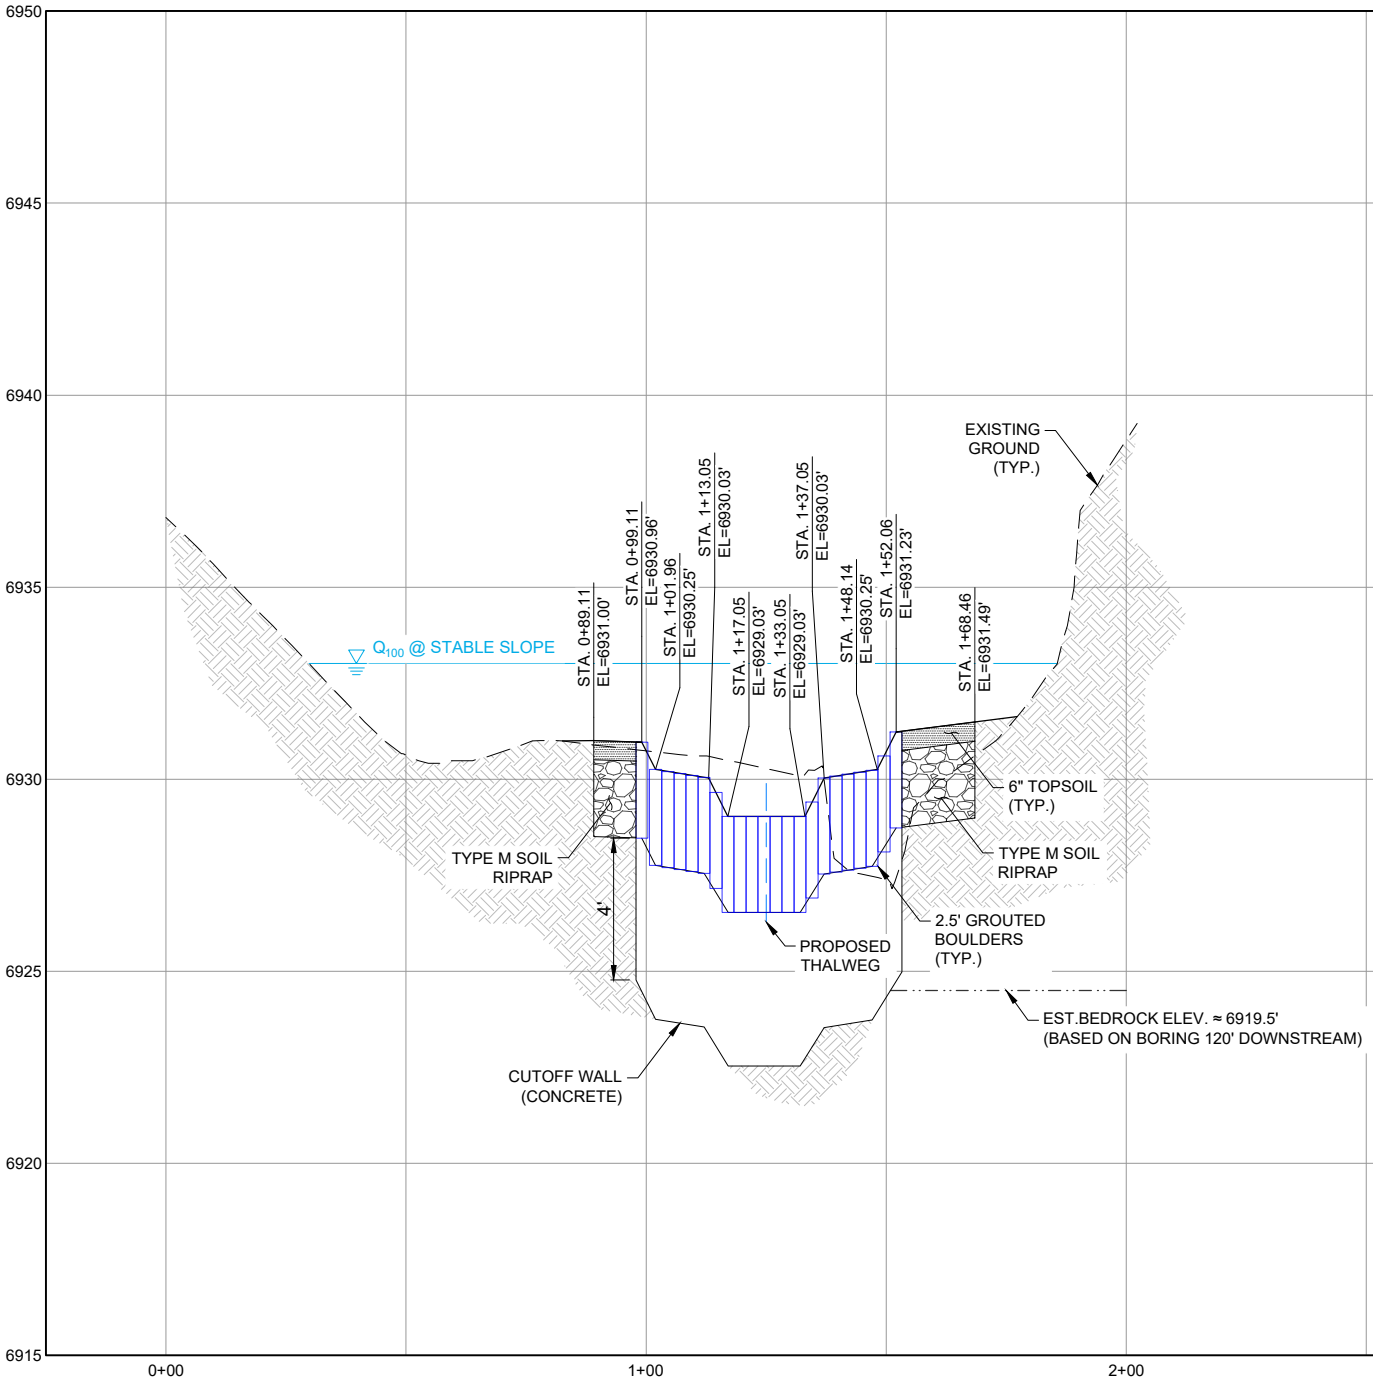 6950
6945
6940
6935
6930
6925
6920
6915
0+00
1+00
2+00
Q100 @ STABLE SLOPE
STA. 0+89.11
EL=6931.00'
STA. 0+99.11
EL=6930.96'
STA. 1+01.96
EL=6930.25'
STA. 1+13.05
EL=6930.03'
STA. 1+17.05
EL=6929.03'
STA. 1+33.05
EL=6929.03'
STA. 1+37.05
EL=6930.03'
STA. 1+48.14
EL=6930.25'
STA. 1+52.06
EL=6931.23'
STA. 1+68.46
EL=6931.49'
EXISTING
GROUND
(TYP.)
6" TOPSOIL
(TYP.)
TYPE M SOIL
RIPRAP
TYPE M SOIL
RIPRAP
4'
2.5' GROUTED
BOULDERS
(TYP.)
PROPOSED
THALWEG
EST.BEDROCK ELEV. ≈ 6919.5'
(BASED ON BORING 120' DOWNSTREAM)
CUTOFF WALL
(CONCRETE)